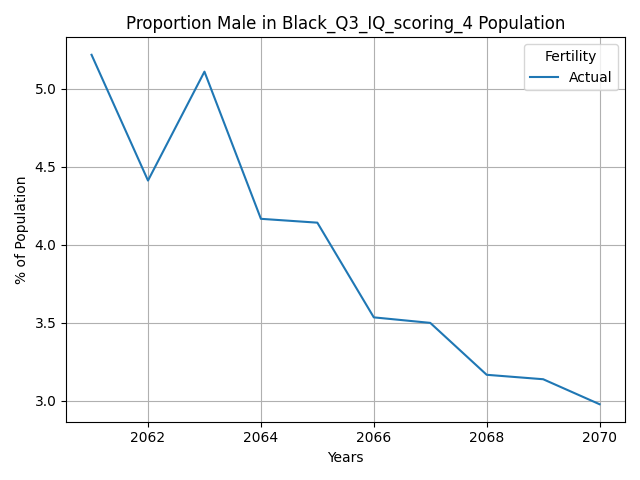 Proportion Male in Black_Q3_IQ_scoring_4 Population
Fertility
Actual
5.0
4.5
4.0
3.5
3.0
% of Population
2062 2064 2066 2068 2070
Years